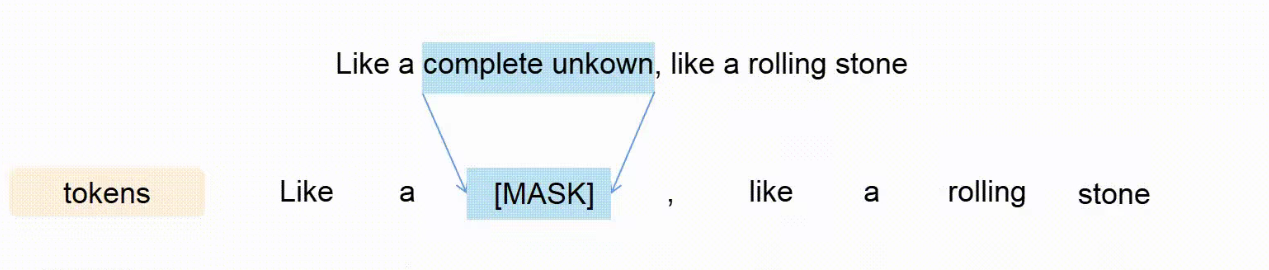 Like a complete unkown, like a rolling stone
tokens Like a [MASK] , like a rolling stone